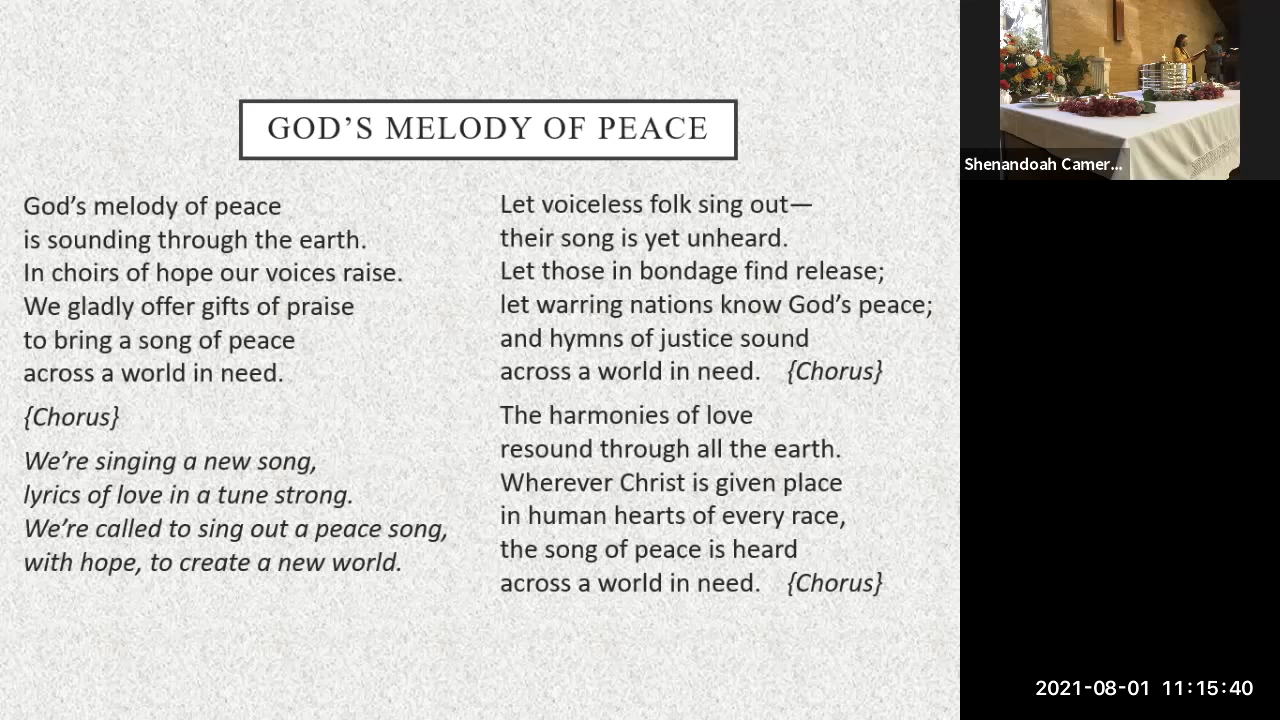 GOD’S MELODY OF PEACE
God’s melody of peace
is sounding through the earth.
In choirs of hope our voices raise.
We gladly offer gifts of praise
to bring a song of peace
across a world in need.
{Chorus}
We’re singing a new song,
lyrics of love in a tune strong.
We’re called to sing out a peace song,
with hope, to create a new world.
Let voiceless folk sing out—
their song is yet unheard.
Let those in bondage find release;
let warring nations know God’s peace;
and hymns of justice sound
across a world in need. {Chorus}
The harmonies of love
resound through all the earth.
Wherever Christ is given place
in human hearts of every race,
the song of peace is heard
across a world in need. {Chorus}
Shenandoah Camer...
2021-08-01 11:15:40